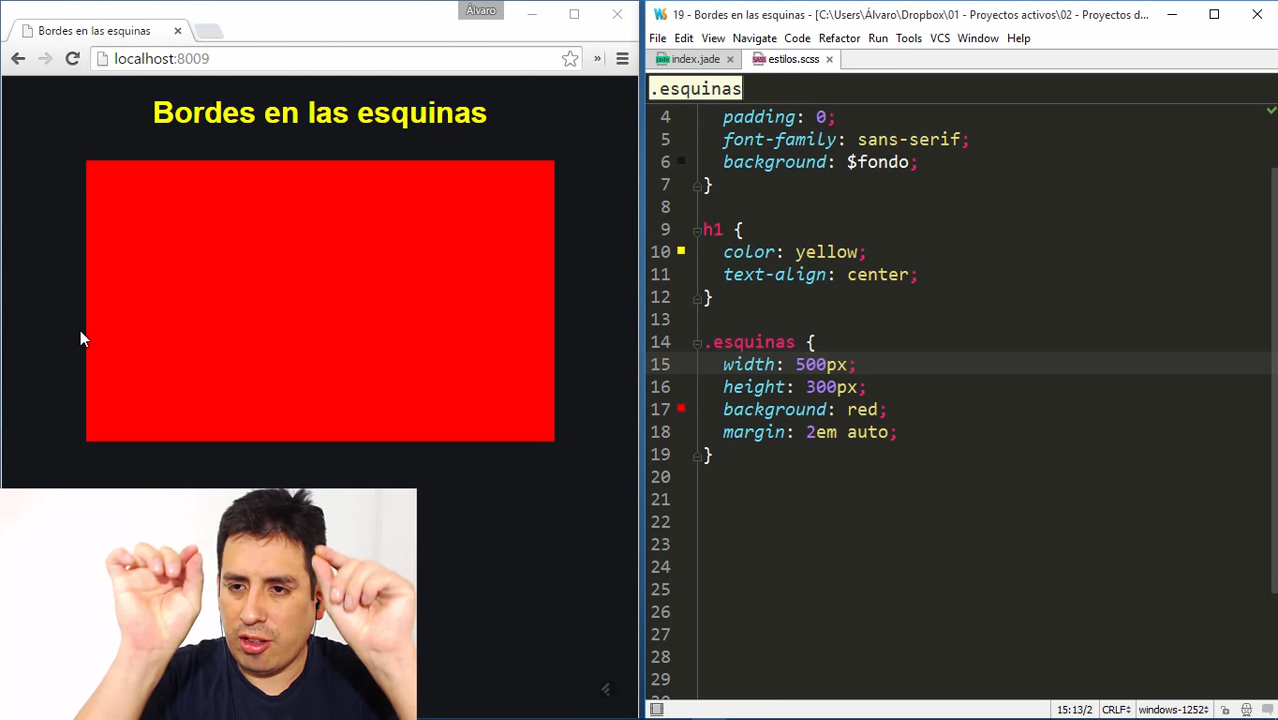 Álvaro
Bordes en las esquinas
localhost:8009
»
Bordes en las esquinas
19 - Bordes en las esquinas - [C:\Users\Álvaro\Dropbox\01 - Proyectos activos\02 - Proyectos d...
File Edit View Navigate Code Refactor Run Tools VCS Window Help
JADE index.jade
SASS estilos.scss
.esquinas
4 padding: 0;
5 font-family: sans-serif;
6 background: $fondo;
7 }
8
9 h1 {
10 color: yellow;
11 text-align: center;
12 }
13
14 .esquinas {
15 width: 500px;
16 height: 300px;
17 background: red;
18 margin: 2em auto;
19 }
20
21
22
23
24
25
26
27
28
29
15:13/2 CRLF÷ windows-1252÷